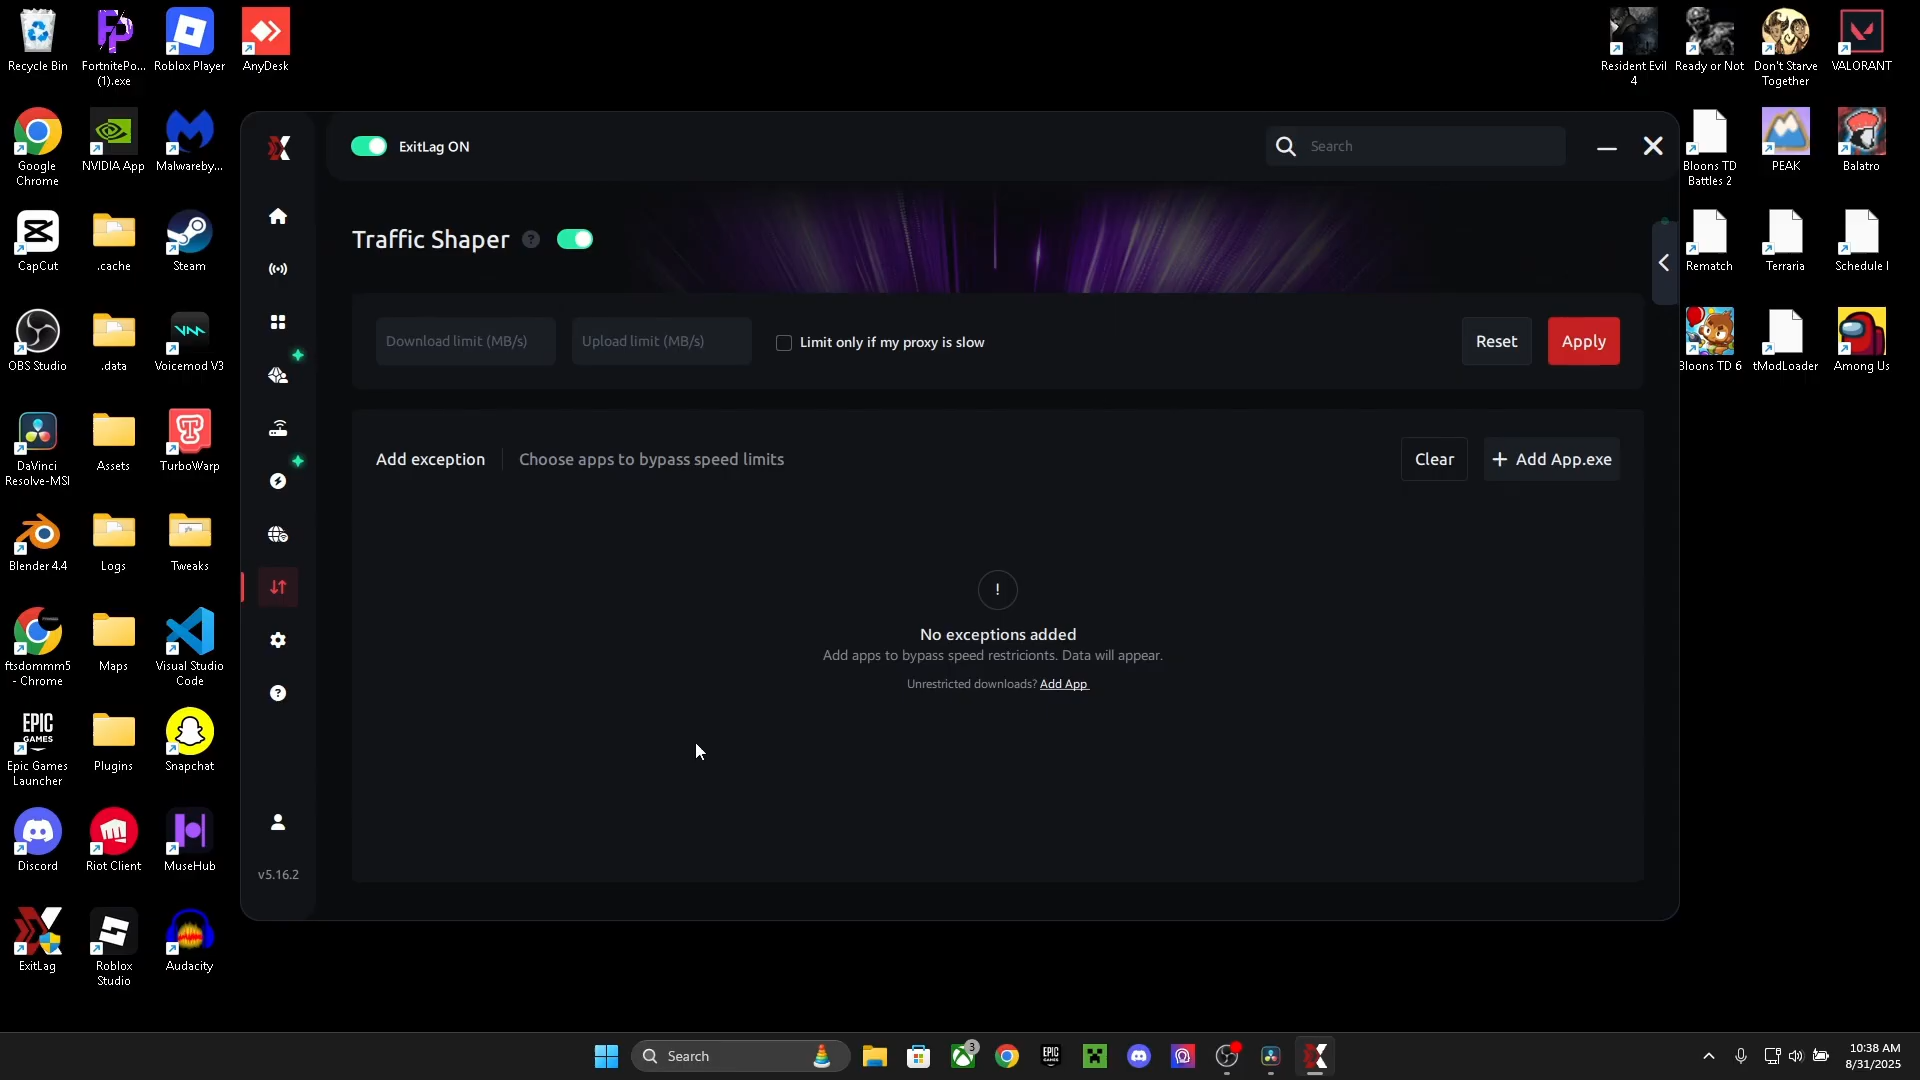 Recycle Bin
FortnitePo...
(1).exe
Roblox Player
AnyDesk
Resident Evil
4
Ready or Not
Don't Starve
Together
VALORANT
Google
Chrome
NVIDIA App
Malwareby...
ExitLag ON
Search
Bloons TD
Battles 2
PEAK
Balatro
CapCut
.cache
Steam
Traffic Shaper
?
Rematch
Terraria
Schedule I
OBS Studio
.data
Voicemod V3
Download limit (MB/s)
Upload limit (MB/s)
Limit only if my proxy is slow
Reset
Apply
Bloons TD 6
tModLoader
Among Us
DaVinci
Resolve-MSI
Assets
TurboWarp
Add exception
Choose apps to bypass speed limits
Clear
+ Add App.exe
Blender 4.4
Logs
Tweaks
!
No exceptions added
Add apps to bypass speed restricionts. Data will appear.
Unrestricted downloads? Add App
ftsdommm5
- Chrome
Maps
Visual Studio
Code
?
EPIC
GAMES
Epic Games
Launcher
Plugins
Snapchat
Discord
Riot Client
MuseHub
v5.16.2
ExitLag
Roblox
Studio
Audacity
Search
3
EPIC
GAMES
10:38 AM
8/31/2025